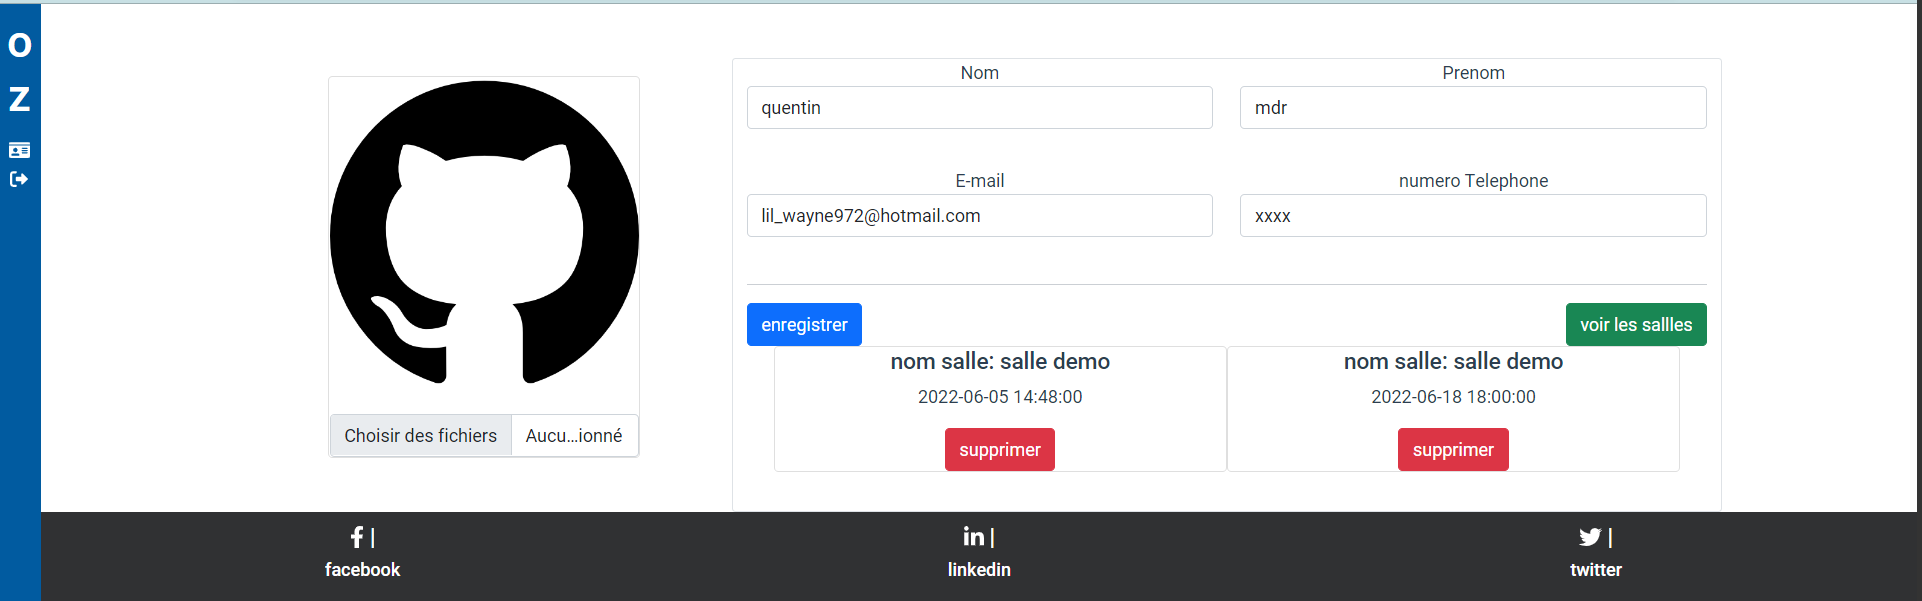 O
Z
Nom
Prenom
quentin
mdr
E-mail
numero Telephone
lil_wayne972@hotmail.com
xxxx
enregistrer
voir les sallles
nom salle: salle demo
2022-06-05 14:48:00
supprimer
nom salle: salle demo
2022-06-18 18:00:00
supprimer
Choisir des fichiers
Aucu...ionné
|
facebook
in |
linkedin
|
twitter